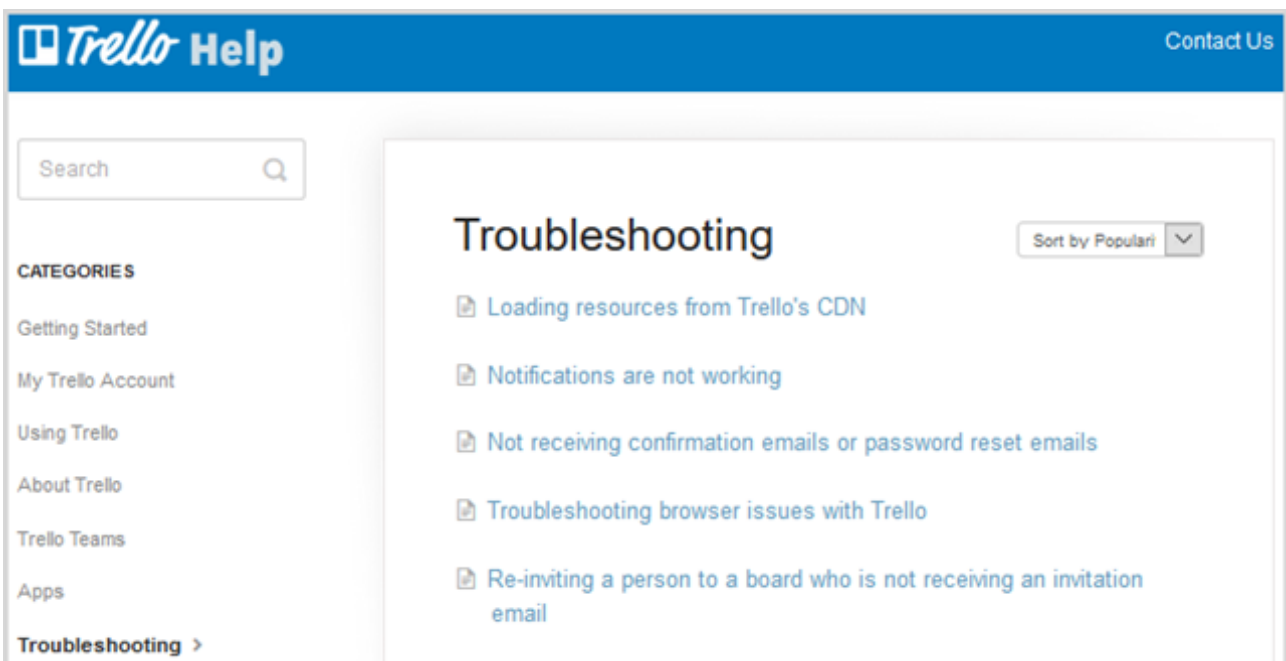 Trello Help
Contact Us
Search
CATEGORIES
Getting Started
My Trello Account
Using Trello
About Trello
Trello Teams
Apps
Troubleshooting >
Troubleshooting
Sort by Populari
Loading resources from Trello's CDN
Notifications are not working
Not receiving confirmation emails or password reset emails
Troubleshooting browser issues with Trello
Re-inviting a person to a board who is not receiving an invitation
email